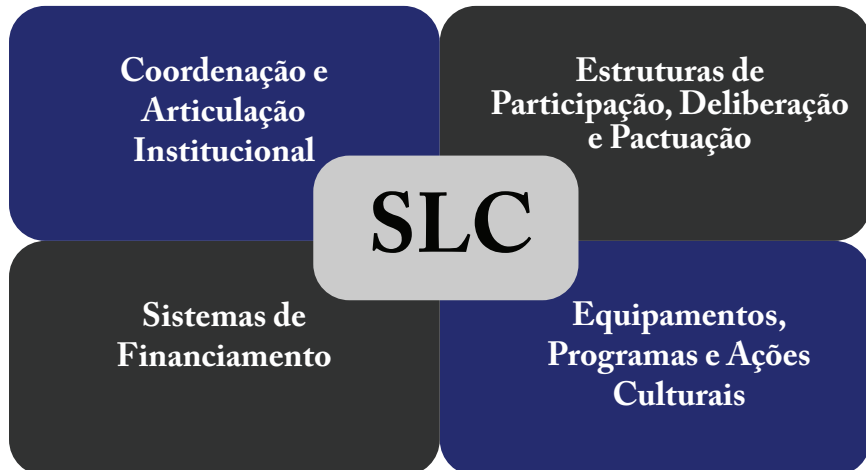 Coordenação e
Articulação
Institucional
Estruturas de
Participação, Deliberação
e Pactuação
SLC
Sistemas de
Financiamento
Equipamentos,
Programas e Ações
Culturais